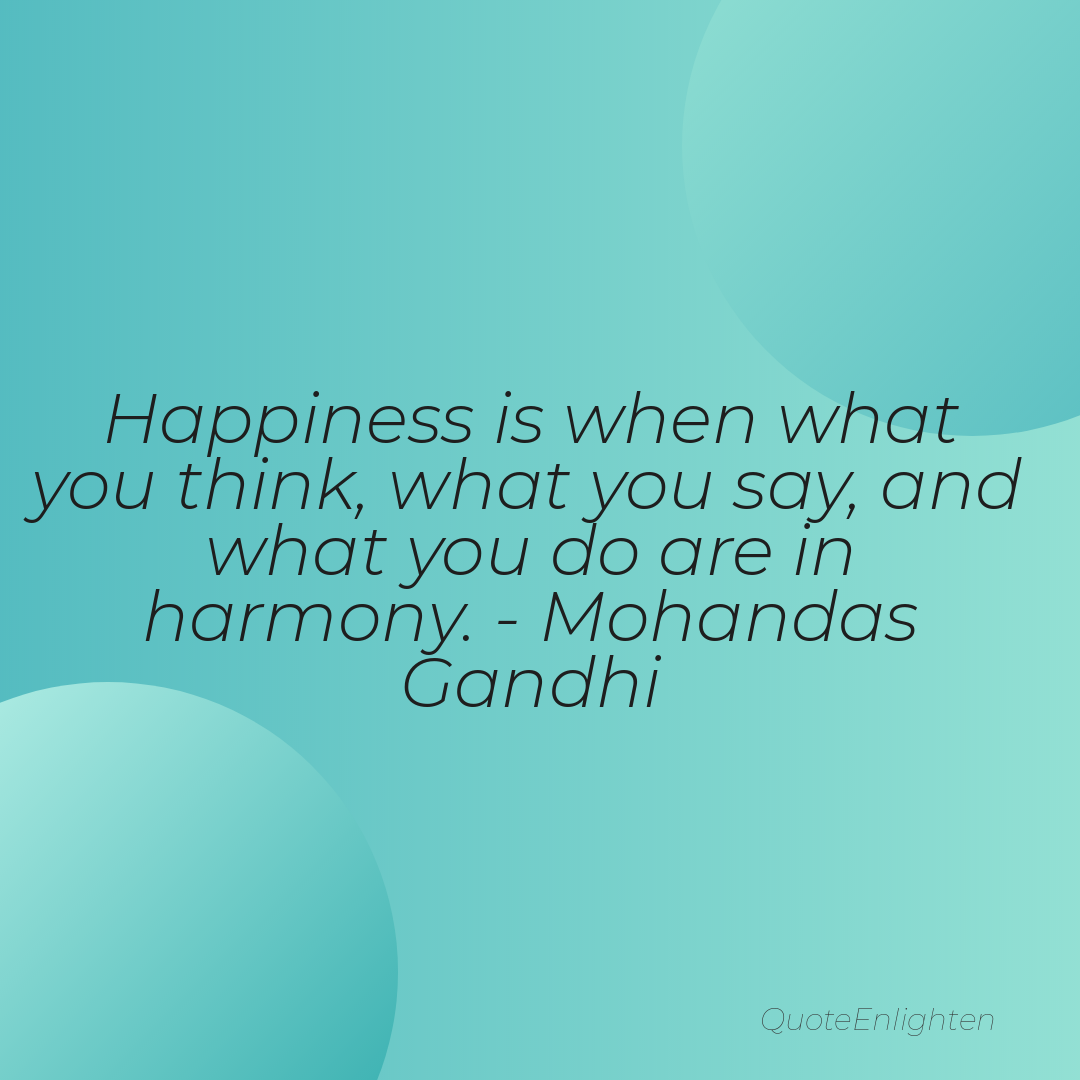 Happiness is when what
you think, what you say, and
what you do are in
harmony. - Mohandas
Gandhi
QuoteEnlighten